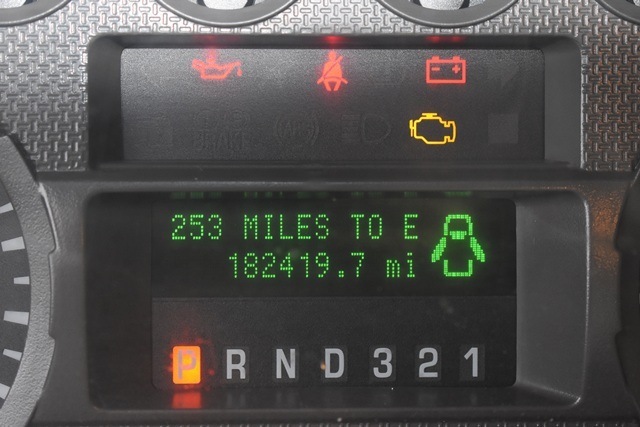 253 MILES TO E
182419.7 mi
P R N D 3 2 1